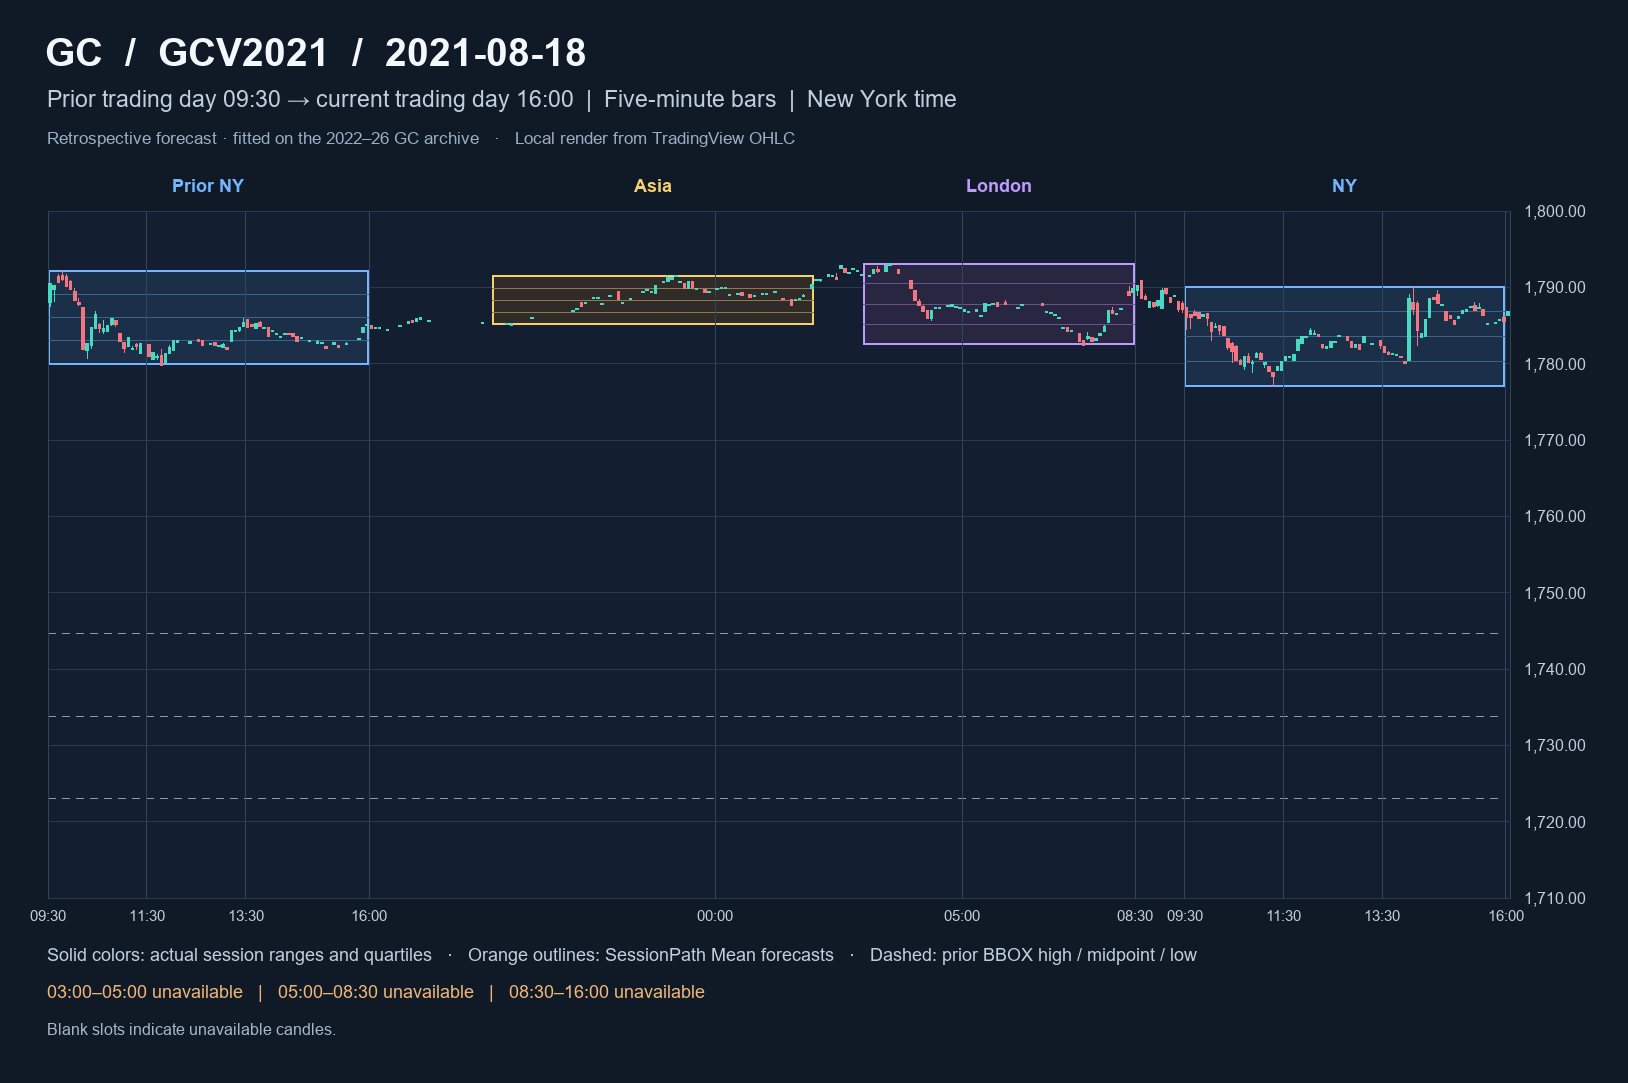 GC / GCV2021 / 2021-08-18
Prior trading day 09:30 → current trading day 16:00 | Five-minute bars | New York time
Retrospective forecast · fitted on the 2022–26 GC archive · Local render from TradingView OHLC
Prior NY Asia London NY
1,800.00
1,790.00
1,780.00
1,770.00
1,760.00
1,750.00
1,740.00
1,730.00
1,720.00
1,710.00
09:30 11:30 13:30 16:00 00:00 05:00 08:30 09:30 11:30 13:30 16:00
Solid colors: actual session ranges and quartiles · Orange outlines: SessionPath Mean forecasts · Dashed: prior BBOX high / midpoint / low
03:00–05:00 unavailable | 05:00–08:30 unavailable | 08:30–16:00 unavailable
Blank slots indicate unavailable candles.